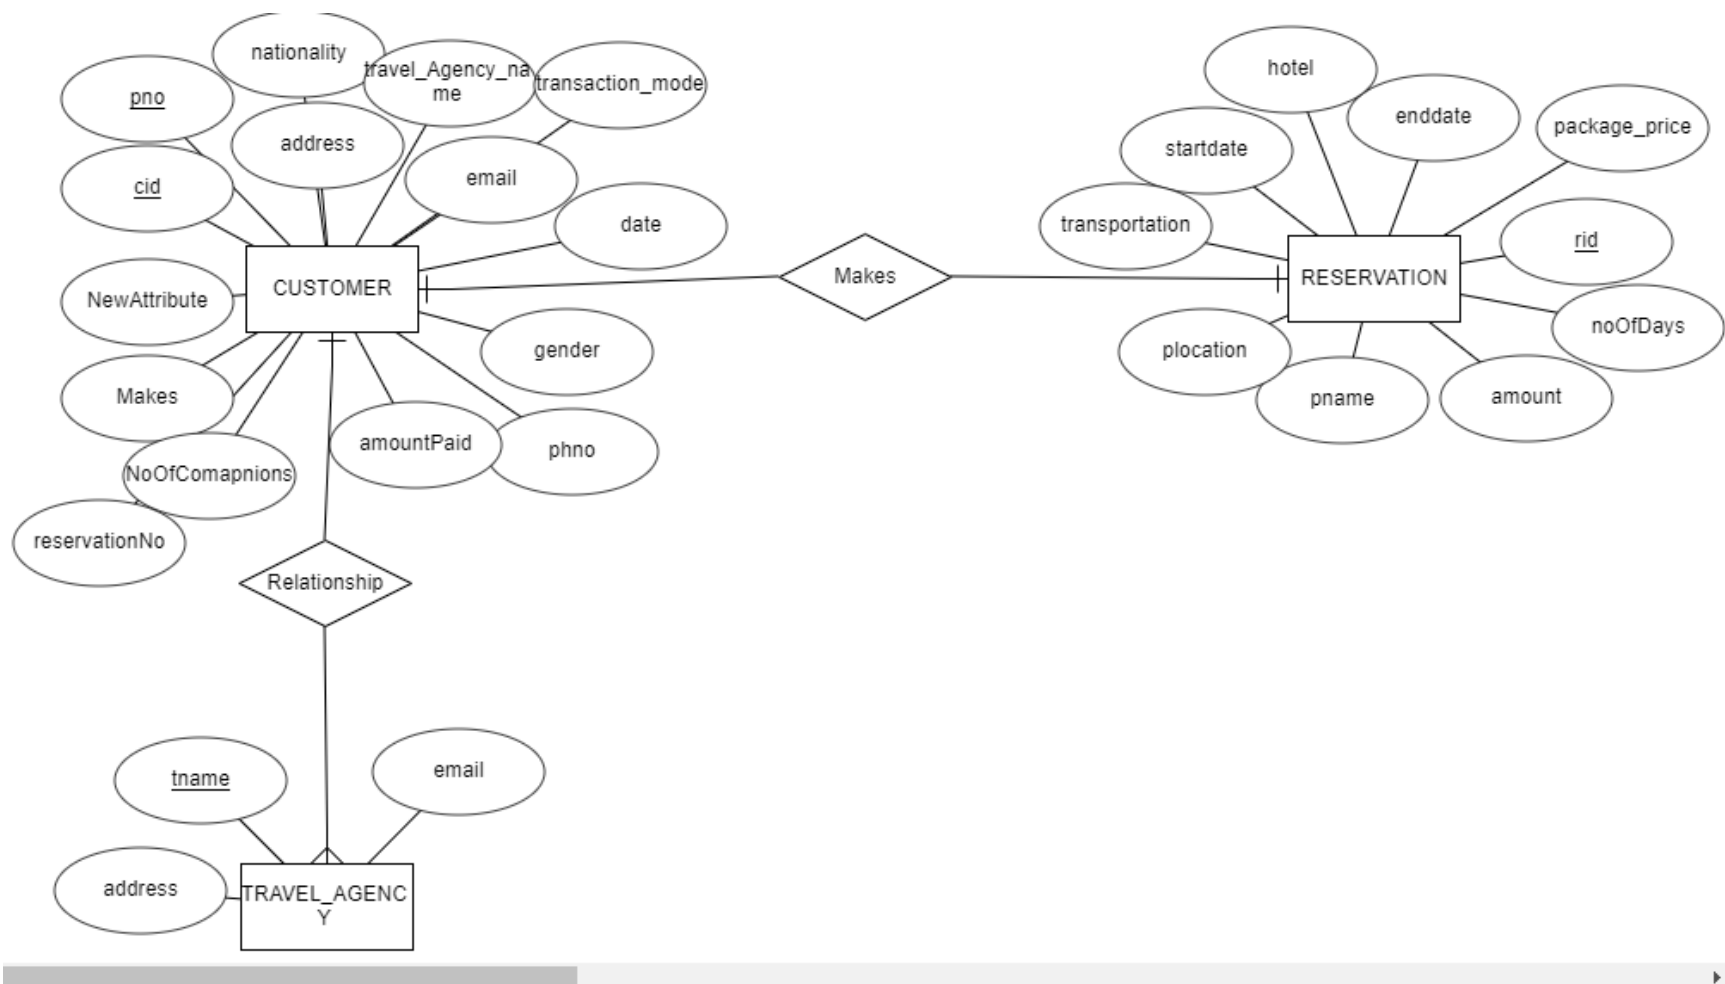 nationality
travel_Agency_na
me
transaction_mode
pno
address
email
cid
date
NewAttribute
CUSTOMER
Makes
gender
Makes
amountPaid
phno
NoOfComapnions
reservationNo
Relationship
hotel
enddate
package_price
startdate
transportation
rid
RESERVATION
noOfDays
plocation
pname
amount
tname
email
address
TRAVEL_AGENC
Y